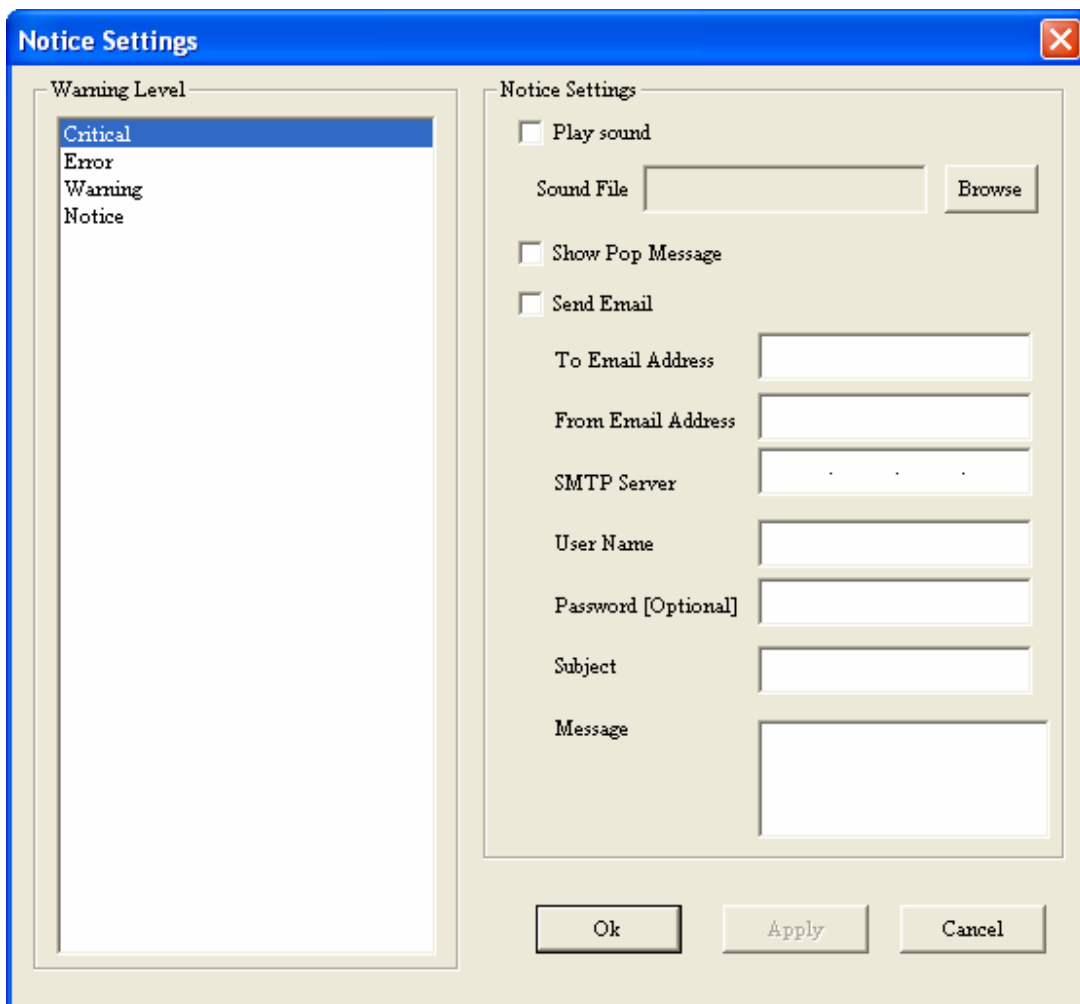 Notice Settings
Warning Level
Critical
Error
Warning
Notice
Notice Settings
Play sound
Sound File
Browse
Show Pop Message
Send Email
To Email Address
From Email Address
SMTP Server
. . .
User Name
Password [Optional]
Subject
Message
Ok
Apply
Cancel